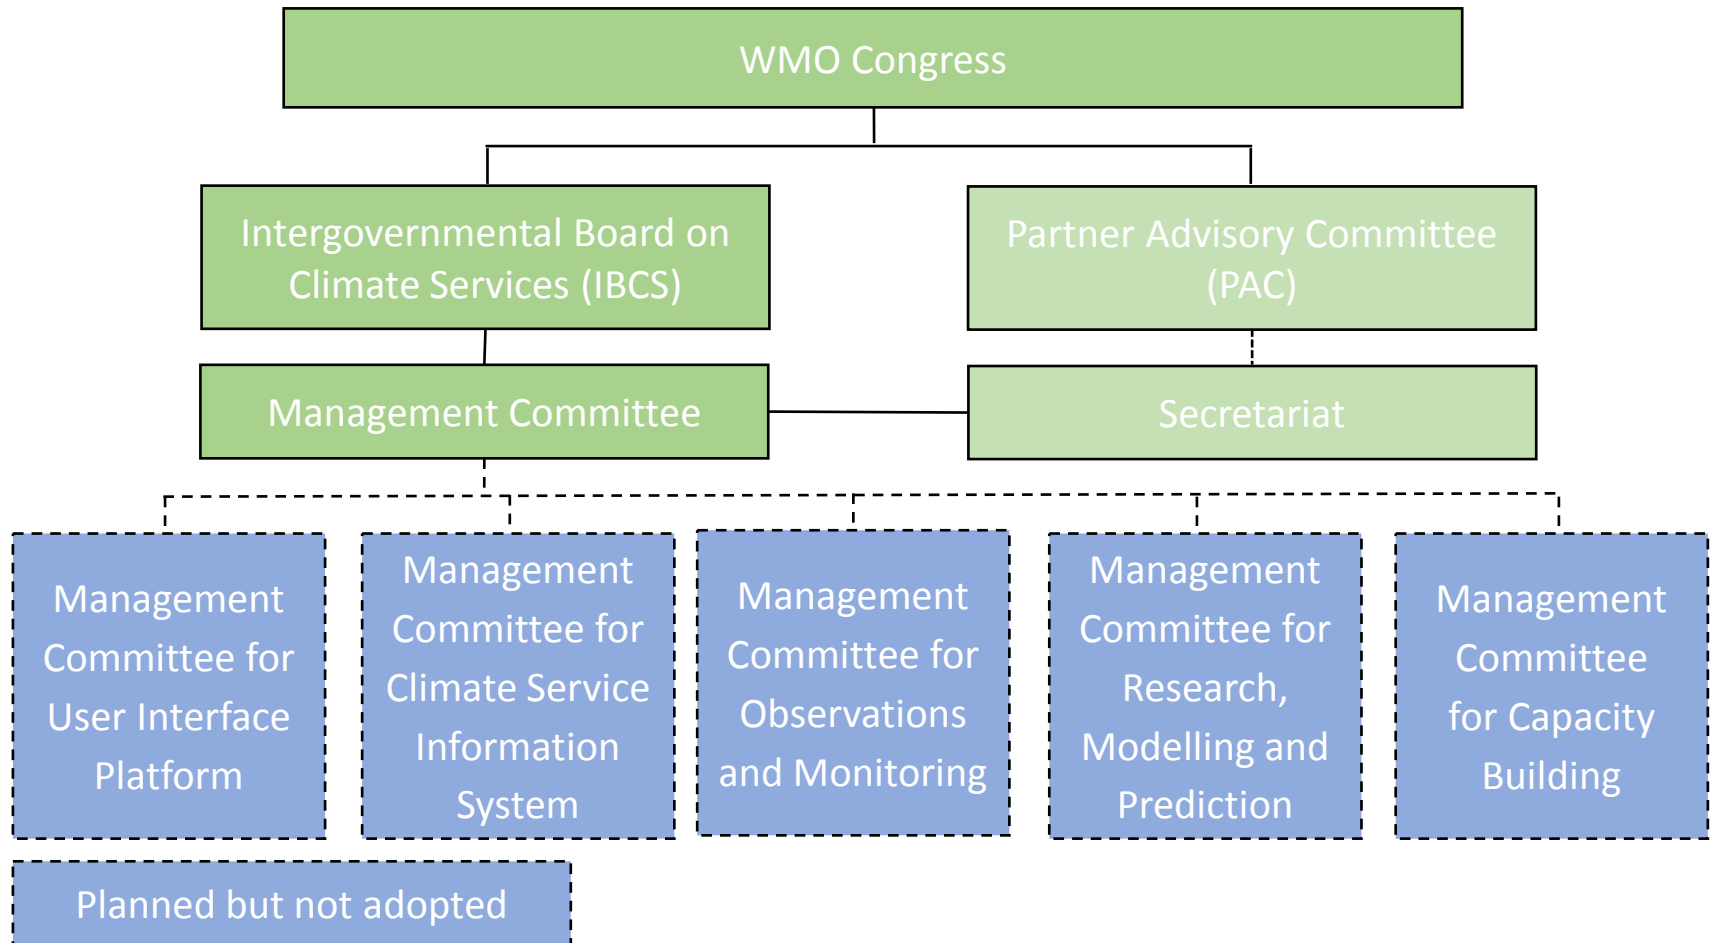 WMO Congress
Intergovernmental Board on
Climate Services (IBCS)
Partner Advisory Committee
(PAC)
Management Committee
Secretariat
Management
Committee for
User Interface
Platform
Management
Committee for
Climate Service
Information
System
Management
Committee for
Observations
and Monitoring
Management
Committee for
Research,
Modelling and
Prediction
Management
Committee
for Capacity
Building
Planned but not adopted